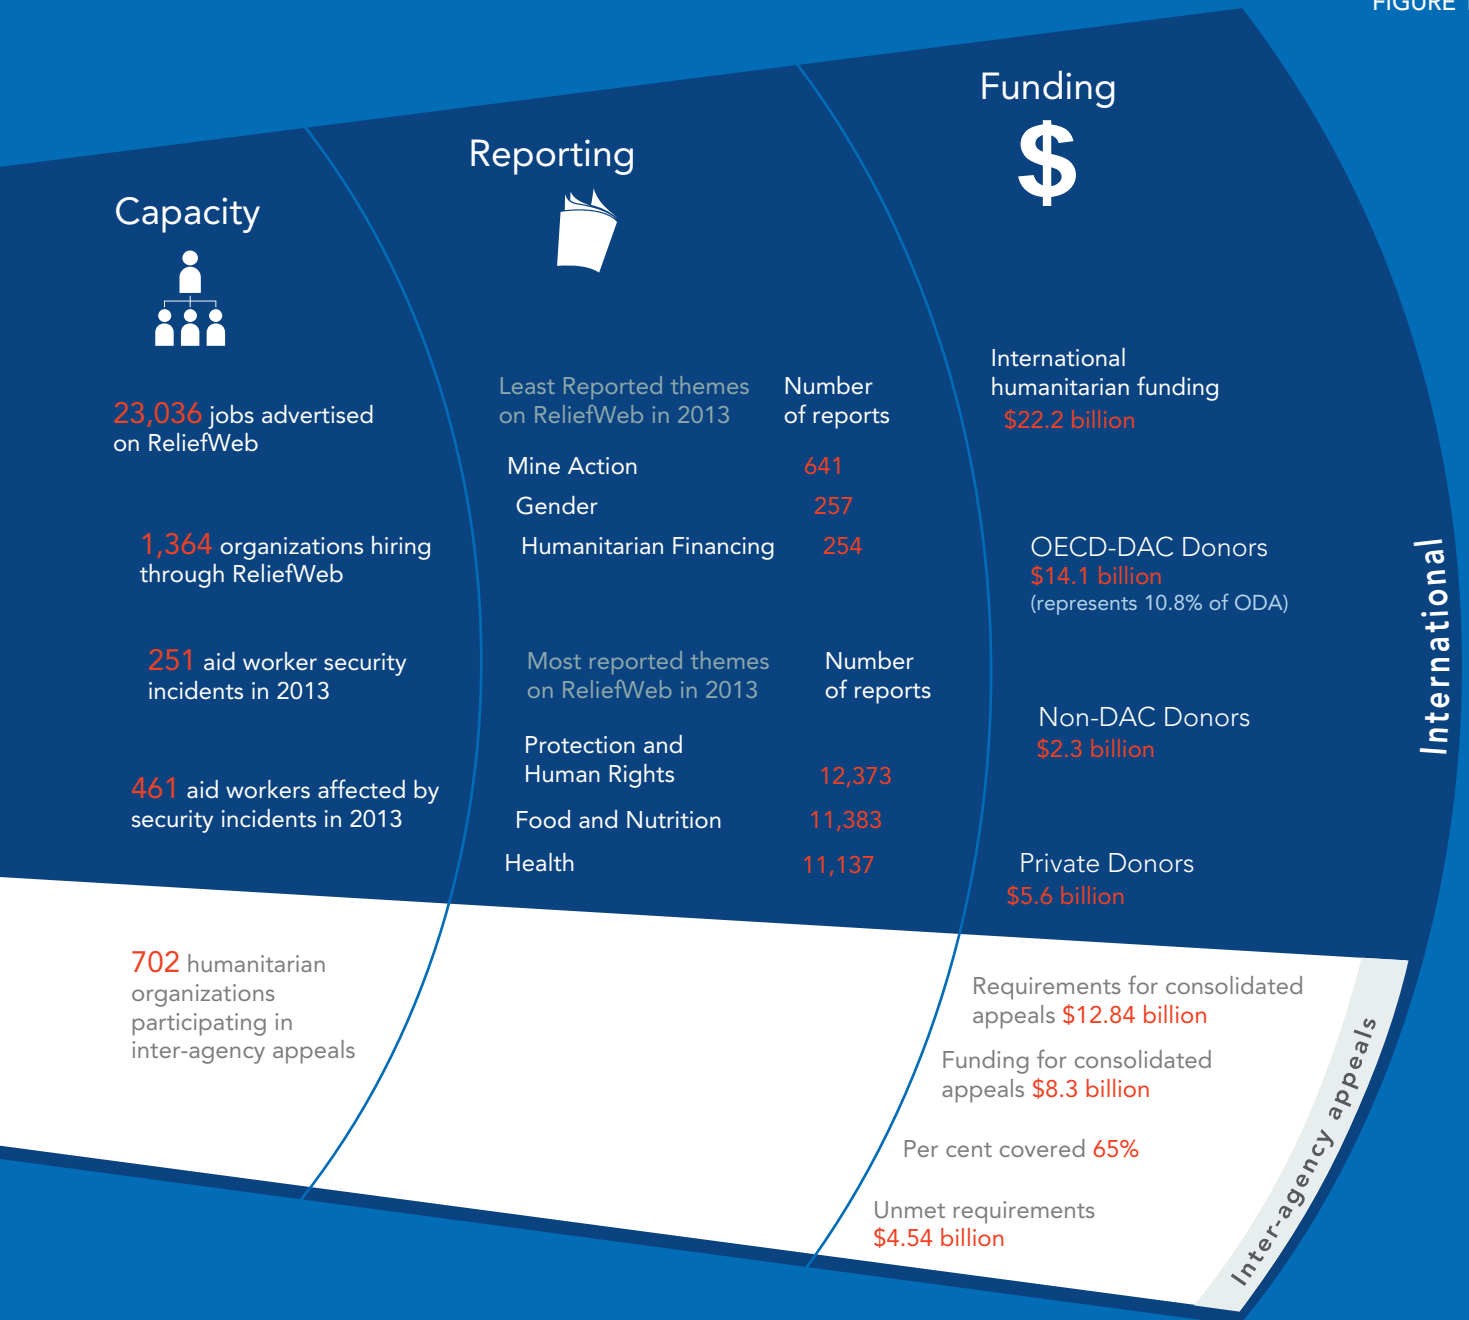 FIGURE 1
Capacity
23,036 jobs advertised
on ReliefWeb
1,364 organizations hiring
through ReliefWeb
251 aid worker security
incidents in 2013
461 aid workers affected by
security incidents in 2013
702 humanitarian
organizations
participating in
inter-agency appeals
Reporting
Least Reported themes
on ReliefWeb in 2013
Number
of reports
Mine Action 641
Gender 257
Humanitarian Financing 254
Most reported themes
on ReliefWeb in 2013
Number
of reports
Protection and
Human Rights 12,373
Food and Nutrition 11,383
Health 11,137
Funding
$
International
humanitarian funding
$22.2 billion
OECD-DAC Donors
$14.1 billion
(represents 10.8% of ODA)
Non-DAC Donors
$2.3 billion
Private Donors
$5.6 billion
Requirements for consolidated
appeals $12.84 billion
Funding for consolidated
appeals $8.3 billion
Per cent covered 65%
Unmet requirements
$4.54 billion
International
Inter-agency appeals